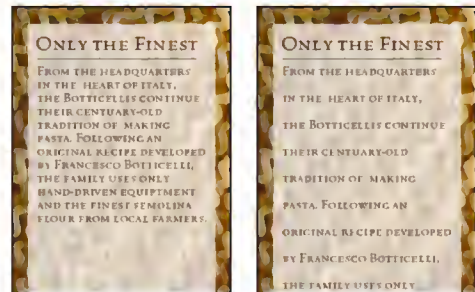 ONLY THE FINEST
FROM THE HEADQUARTERS
IN THE HEART OF ITALY,
THE BOTTICELLIS CONTINUE
THEIR CENTUARY-OLD
TRADITION OF MAKING
PASTA. FOLLOWING AN
ORIGINAL RECIPE DEVELOPED
BY FRANCESCO BOTTICELLI,
THE FAMILY USES ONLY
HAND-DRIVEN EQUIPTMENT
AND THE FINEST SEMOLINA
FLOUR FROM LOCAL FARMERS.
ONLY THE FINEST
FROM THE HEADQUARTERS
IN THE HEART OF ITALY,
THE BOTTICELLIS CONTINUE
THEIR CENTUARY-OLD
TRADITION OF MAKING
PASTA. FOLLOWING AN
ORIGINAL RECIPE DEVELOPED
BY FRANCESCO BOTTICELLI,
THE FAMILY USES ONLY